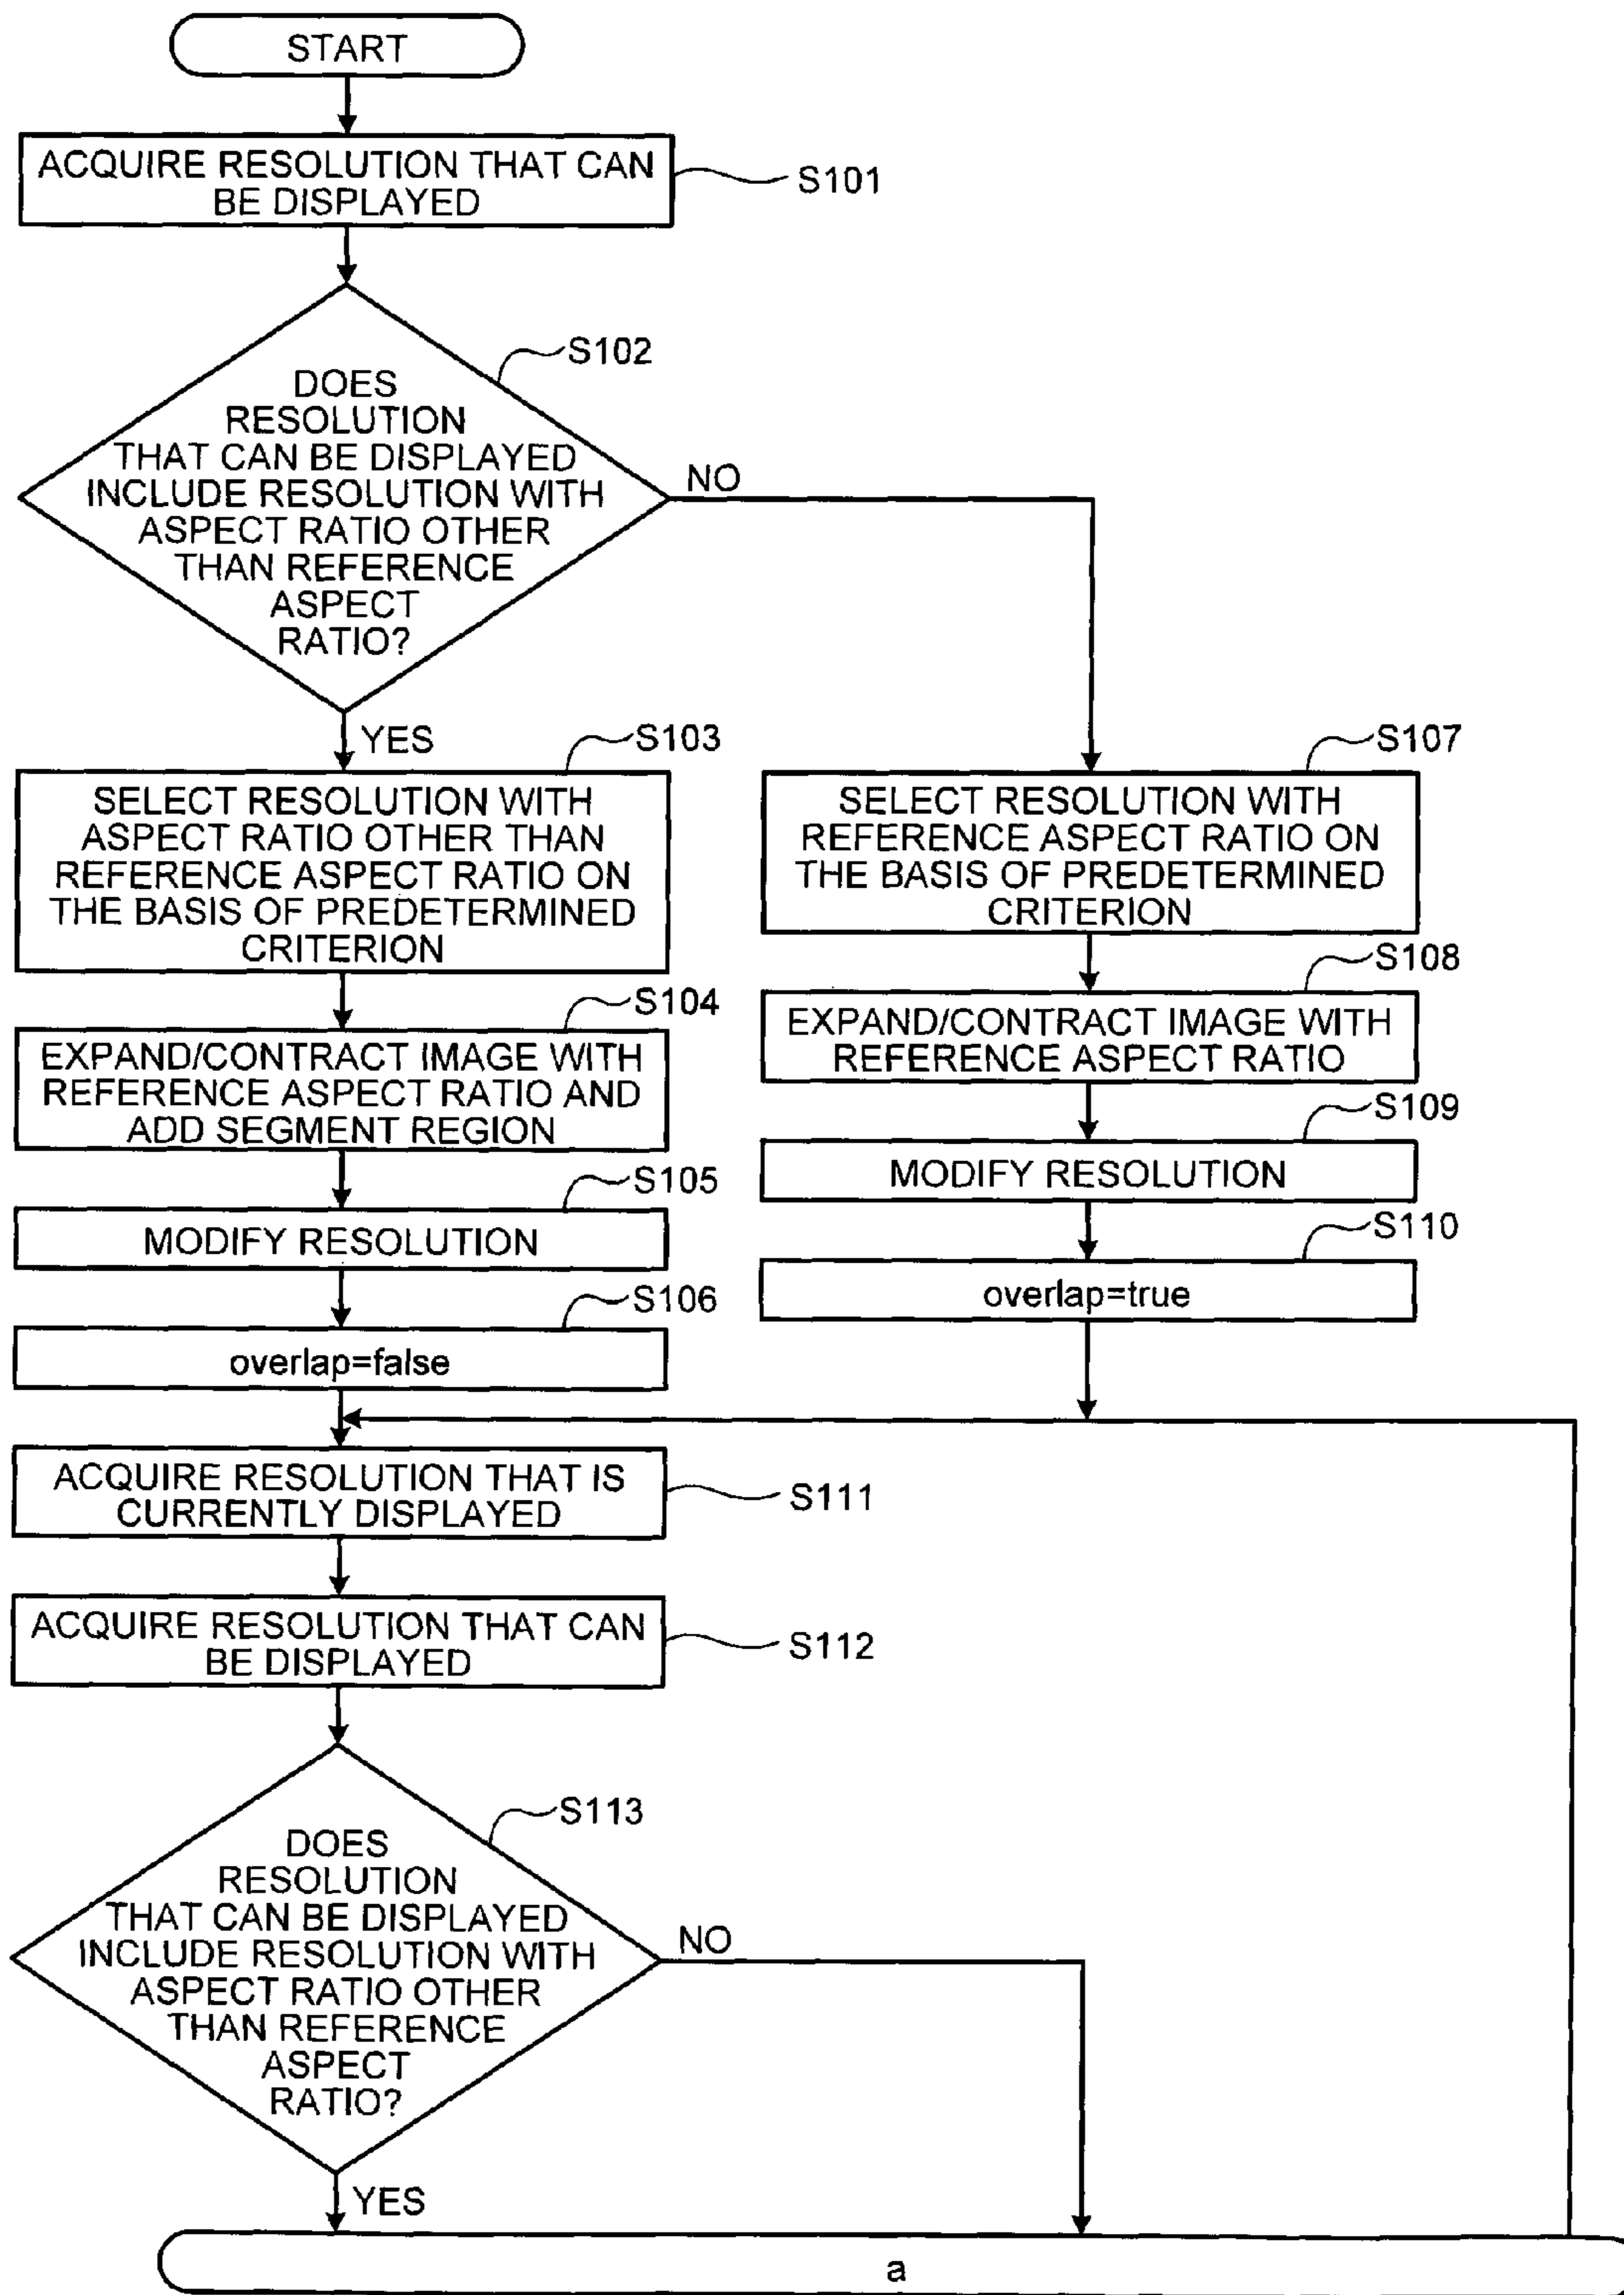 START
ACQUIRE RESOLUTION THAT CAN
BE DISPLAYED
S101
S102
DOES
RESOLUTION
THAT CAN BE DISPLAYED
INCLUDE RESOLUTION WITH
ASPECT RATIO OTHER
THAN REFERENCE
ASPECT
RATIO?
NO
YES
S103
SELECT RESOLUTION WITH
ASPECT RATIO OTHER THAN
REFERENCE ASPECT RATIO ON
THE BASIS OF PREDETERMINED
CRITERION
S104
EXPAND/CONTRACT IMAGE WITH
REFERENCE ASPECT RATIO AND
ADD SEGMENT REGION
S105
MODIFY RESOLUTION
S106
overlap=false
S107
SELECT RESOLUTION WITH
REFERENCE ASPECT RATIO ON
THE BASIS OF PREDETERMINED
CRITERION
S108
EXPAND/CONTRACT IMAGE WITH
REFERENCE ASPECT RATIO
S109
MODIFY RESOLUTION
S110
overlap=true
ACQUIRE RESOLUTION THAT IS
CURRENTLY DISPLAYED
S111
ACQUIRE RESOLUTION THAT CAN
BE DISPLAYED
S112
S113
DOES
RESOLUTION
THAT CAN BE DISPLAYED
INCLUDE RESOLUTION WITH
ASPECT RATIO OTHER
THAN REFERENCE
ASPECT
RATIO?
NO
YES
a